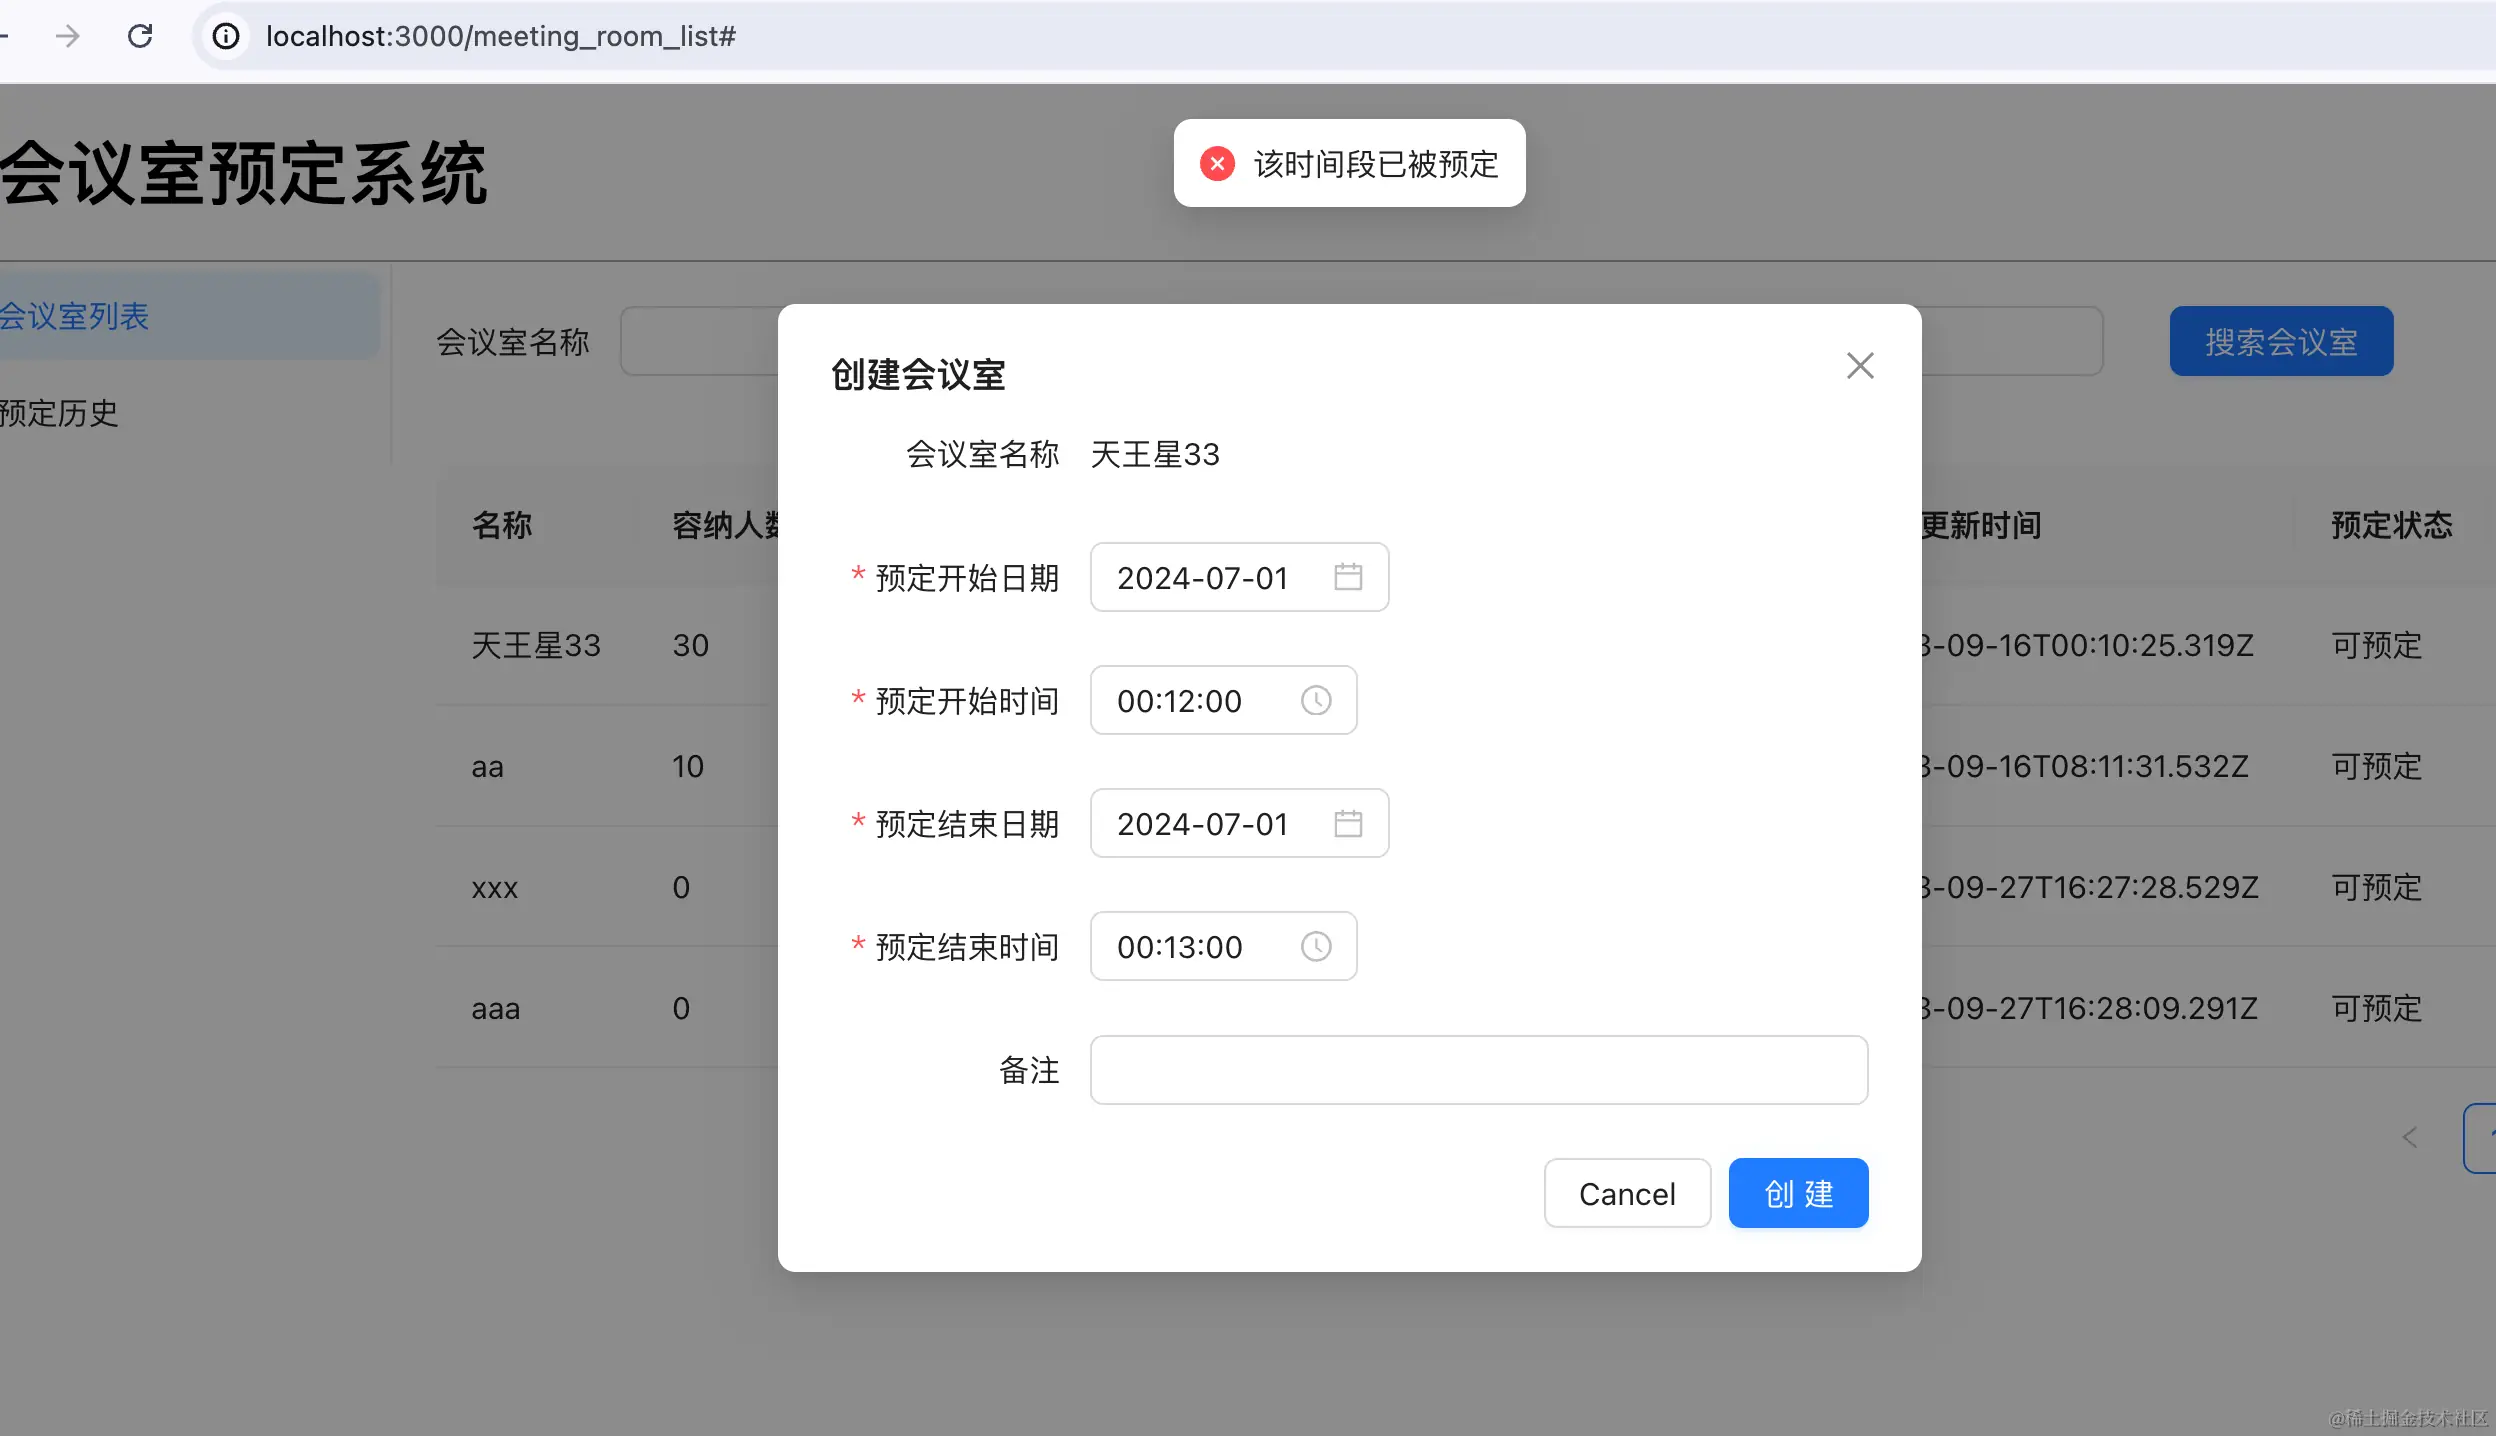 localhost:3000/meeting_room_list#
会议室预定系统
该时间段已被预定
会议室列表
预定历史
会议室名称
搜索会议室
名称 容纳人数 更新时间 预定状态
天王星33 30 3-09-16T00:10:25.319Z 可预定
aa 10 3-09-16T08:11:31.532Z 可预定
xxx 0 3-09-27T16:27:28.529Z 可预定
aaa 0 3-09-27T16:28:09.291Z 可预定
创建会议室
会议室名称 天王星33
* 预定开始日期 2024-07-01
* 预定开始时间 00:12:00
* 预定结束日期 2024-07-01
* 预定结束时间 00:13:00
备注
Cancel 创 建
@稀土掘金技术社区